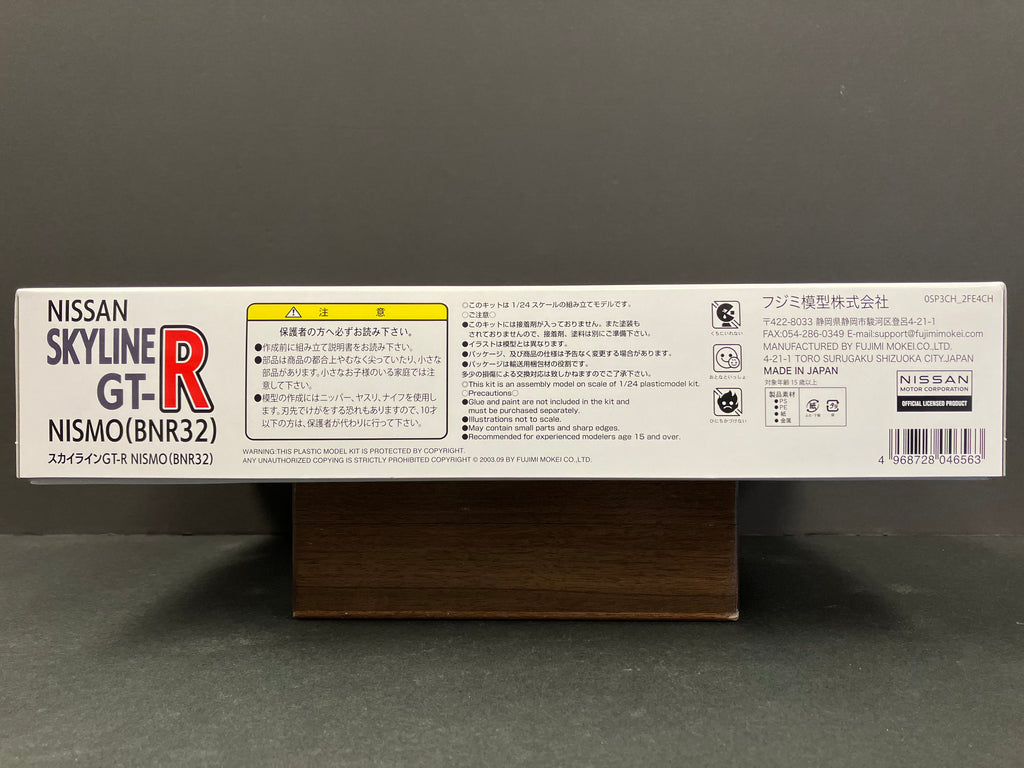 NISSAN
SKYLINE
GT-R
NISMO(BNR32)
スカイラインGT-R NISMO(BNR32)
注 意
保護者の方へ必ずお読み下さい。
●作成前に組み立て説明書をお読み下さい。
●部品は商品の都合上やむなく尖っていたり、小さな
部品があります。小さなお子様のいる家庭では注
意して下さい。
●模型の作成にはニッパー、ヤスリ、ナイフを使用し
ます。刃先でけがをする恐れもありますので、10才
以下の方は、保護者が代わりに行って下さい。
WARNING:THIS PLASTIC MODEL KIT IS PROTECTED BY COPYRIGHT.
ANY UNAUTHORIZED COPYING IS STRICTLY PROHIBITED COPYRIGHT © 2003.09 BY FUJIMI MOKEI CO.,LTD.
○このキットは 1/24 スケールの組み立てモデルです。
○ご注意○
●このキットには接着剤が入っておりません、また塗装も
されておりませんので、接着剤、塗料は別にご準備下さい。
●イラストは模型とは異なります。
●パッケージ、及び商品の仕様は予告なく変更する場合があります。
●パッケージは輸送用梱包材の役割です。
多少の損傷による交換対応は致しかねますのでご了承下さい。
○This kit is an assembly model on scale of 1/24 plasticmodel kit.
○Precautions○
●Glue and paint are not included in the kit and
must be purchased separately.
●Illustrations not to scale.
●May contain small parts and sharp edges.
●Recommended for experienced modelers age 15 and over.
くちにいれない
おとなといっしょ
ひにちかづけない
フジミ模型株式会社
〒422-8033 静岡県静岡市駿河区登呂4-21-1
FAX.054-286-0349 E-mail:support@fujimimokei.com
MANUFACTURED BY FUJIMI MOKEI CO.,LTD.
4-21-1 TORO SURUGAKU SHIZUOKA CITY,JAPAN
MADE IN JAPAN
対象年齢 15 歳以上
製品素材
●PS
●PE
●紙
●金属
0SP3CH_2FE4CH
NISSAN
MOTOR CORPORATION
OFFICIAL LICENSED PRODUCT
4 968728 046563